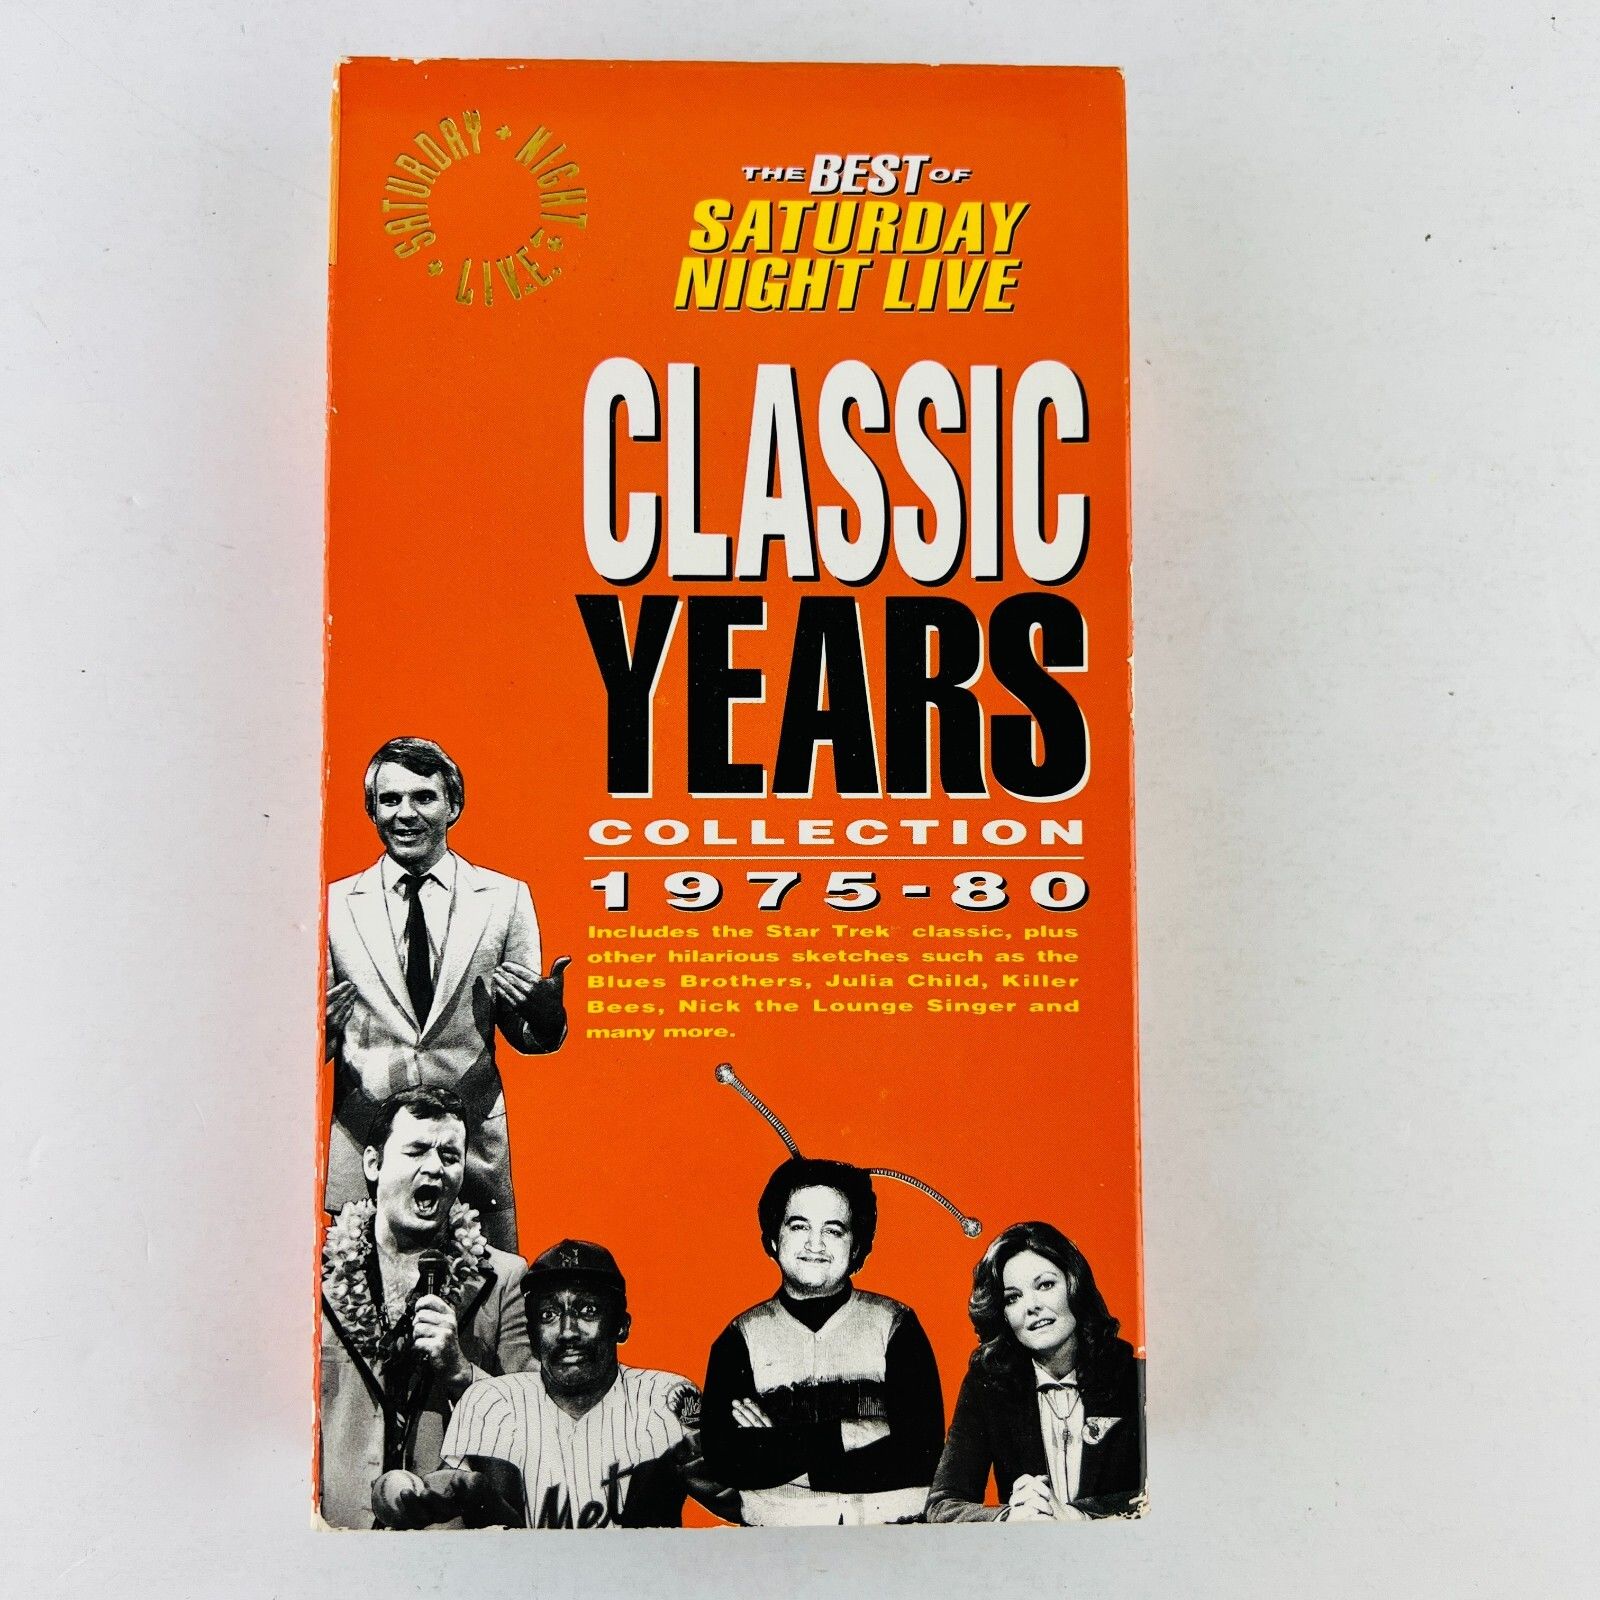 SATURDAY NIGHT LIVE
THE BEST OF
SATURDAY
NIGHT LIVE
CLASSIC
YEARS
COLLECTION
1975-80
Includes the Star Trek classic, plus
other hilarious sketches such as the
Blues Brothers, Julia Child, Killer
Bees, Nick the Lounge Singer and
many more.
Mets
Met